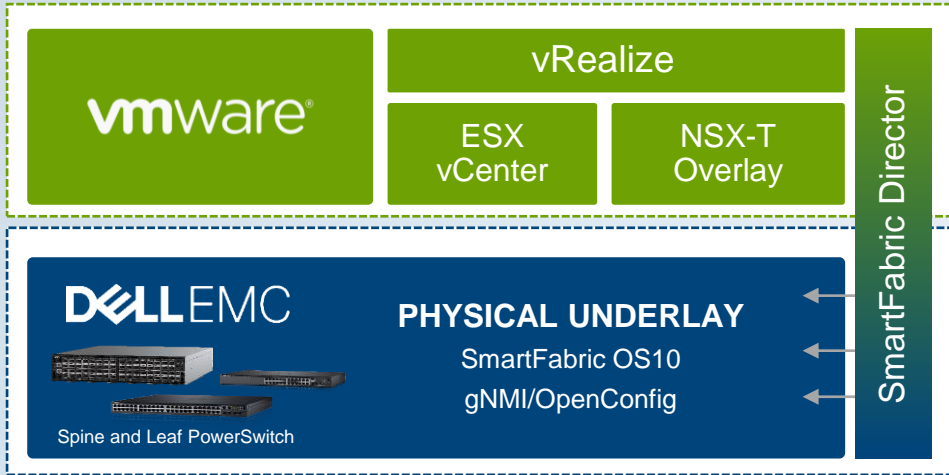 vmware®
vRealize
ESX
vCenter
NSX-T
Overlay
SmartFabric Director
DELLEMC
PHYSICAL UNDERLAY
SmartFabric OS10
gNMI/OpenConfig
Spine and Leaf PowerSwitch